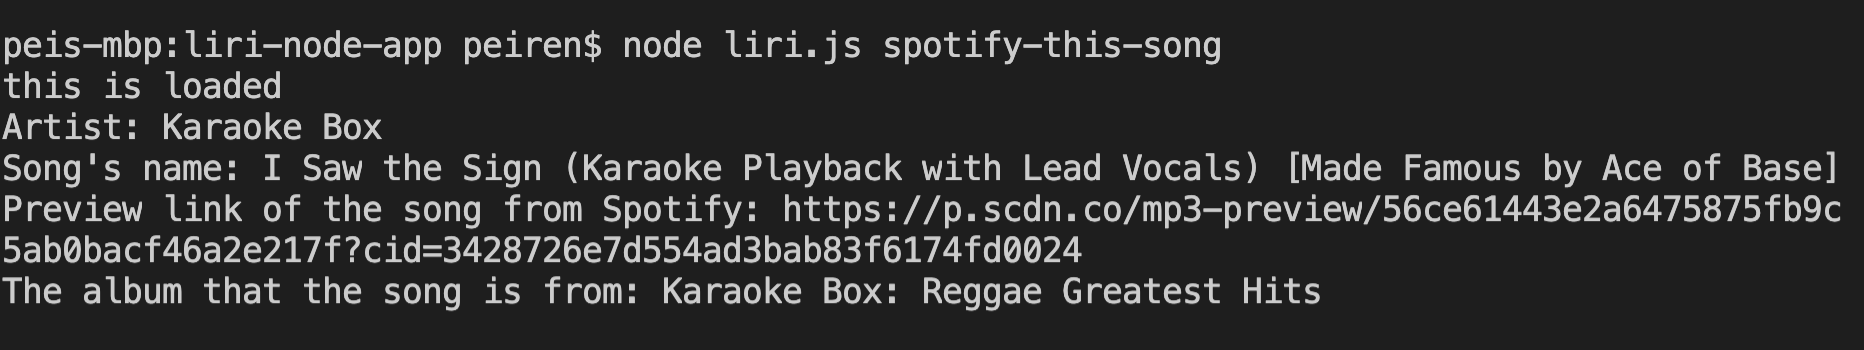 peis-mbp:liri-node-app peiren$ node liri.js spotify-this-song
this is loaded
Artist: Karaoke Box
Song's name: I Saw the Sign (Karaoke Playback with Lead Vocals) [Made Famous by Ace of Base]
Preview link of the song from Spotify: https://p.scdn.co/mp3-preview/56ce61443e2a6475875fb9c
5ab0bacf46a2e217f?cid=3428726e7d554ad3bab83f6174fd0024
The album that the song is from: Karaoke Box: Reggae Greatest Hits